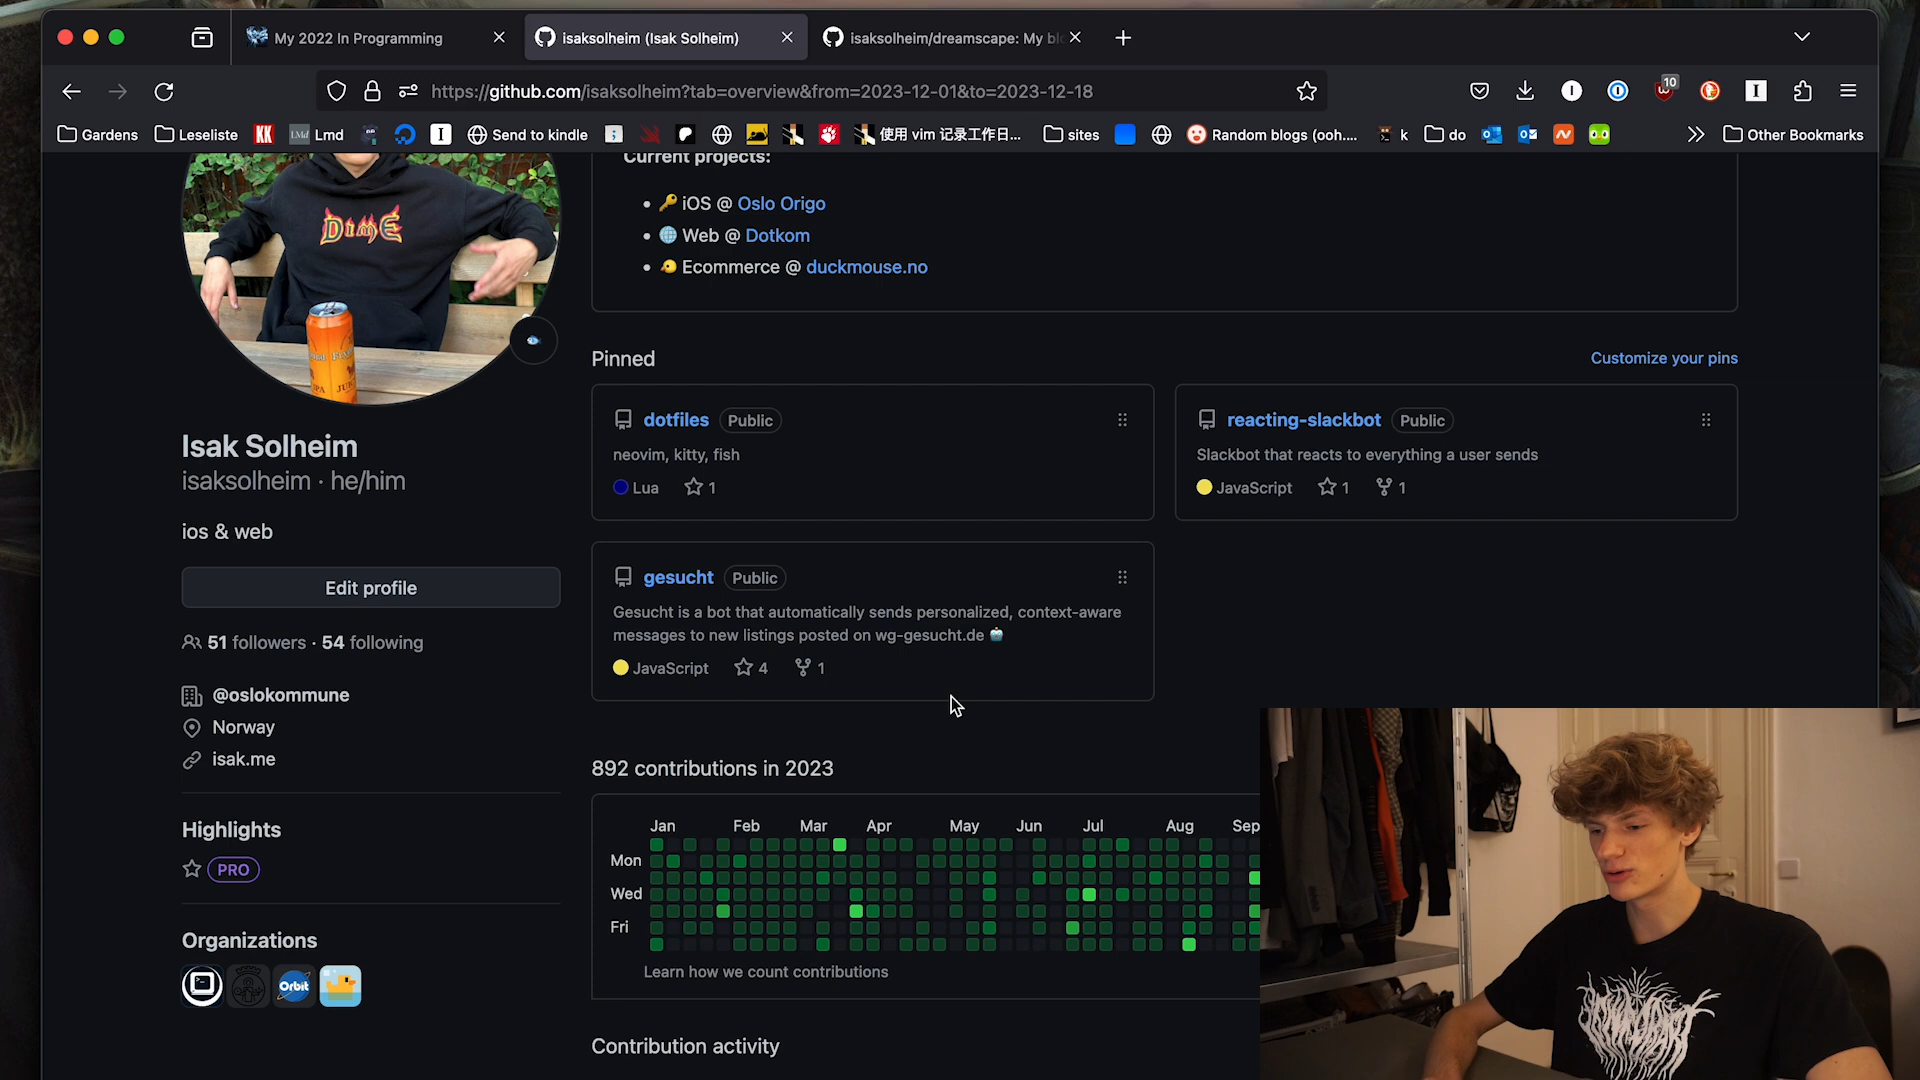 My 2022 In Programming
isaksolheim (Isak Solheim)
isaksolheim/dreamscape: My blo
https://github.com/isaksolheim?tab=overview&from=2023-12-01&to=2023-12-18
10
Gardens
Leseliste
KK
LMd
Lmd
Send to kindle
使用 vim 记录工作日...
sites
Random blogs (ooh....
k
do
Other Bookmarks
Current projects:
iOS @ Oslo Origo
Web @ Dotkom
Ecommerce @ duckmouse.no
DimE
Pinned
Customize your pins
dotfiles Public
neovim, kitty, fish
Lua 1
reacting-slackbot Public
Slackbot that reacts to everything a user sends
JavaScript 1 1
gesucht Public
Gesucht is a bot that automatically sends personalized, context-aware
messages to new listings posted on wg-gesucht.de
JavaScript 4 1
Isak Solheim
isaksolheim · he/him
ios & web
Edit profile
51 followers · 54 following
@oslokommune
Norway
isak.me
Highlights
PRO
Organizations
Orbit
892 contributions in 2023
Jan Feb Mar Apr May Jun Jul Aug Sep
Mon
Wed
Fri
Learn how we count contributions
Contribution activity